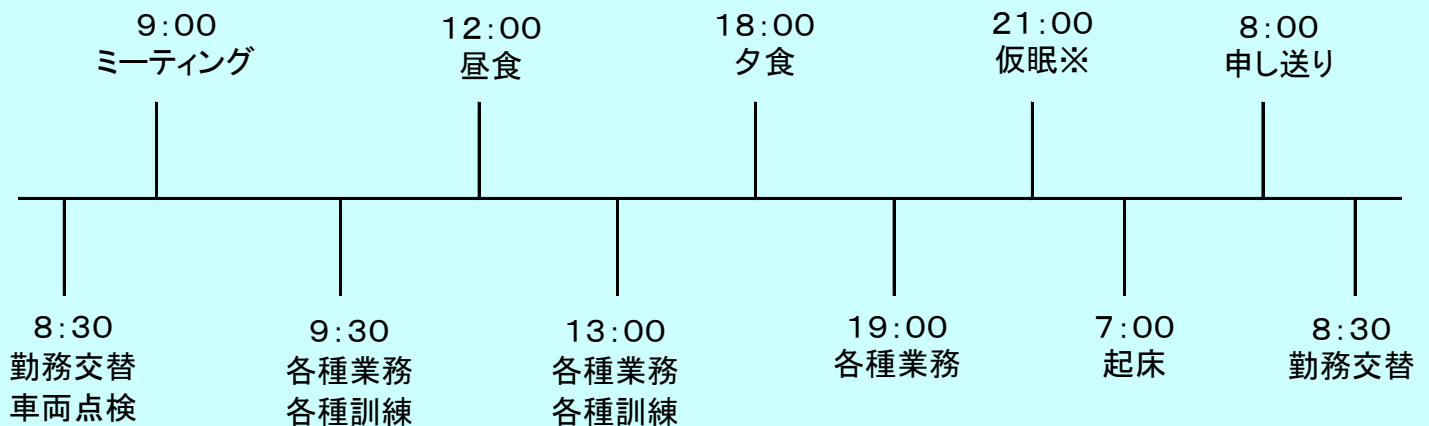 9:00
ミーティング
12:00
昼食
18:00
夕食
21:00
仮眠※
8:00
申し送り
8:30
勤務交替
車両点検
9:30
各種業務
各種訓練
13:00
各種業務
各種訓練
19:00
各種業務
7:00
起床
8:30
勤務交替